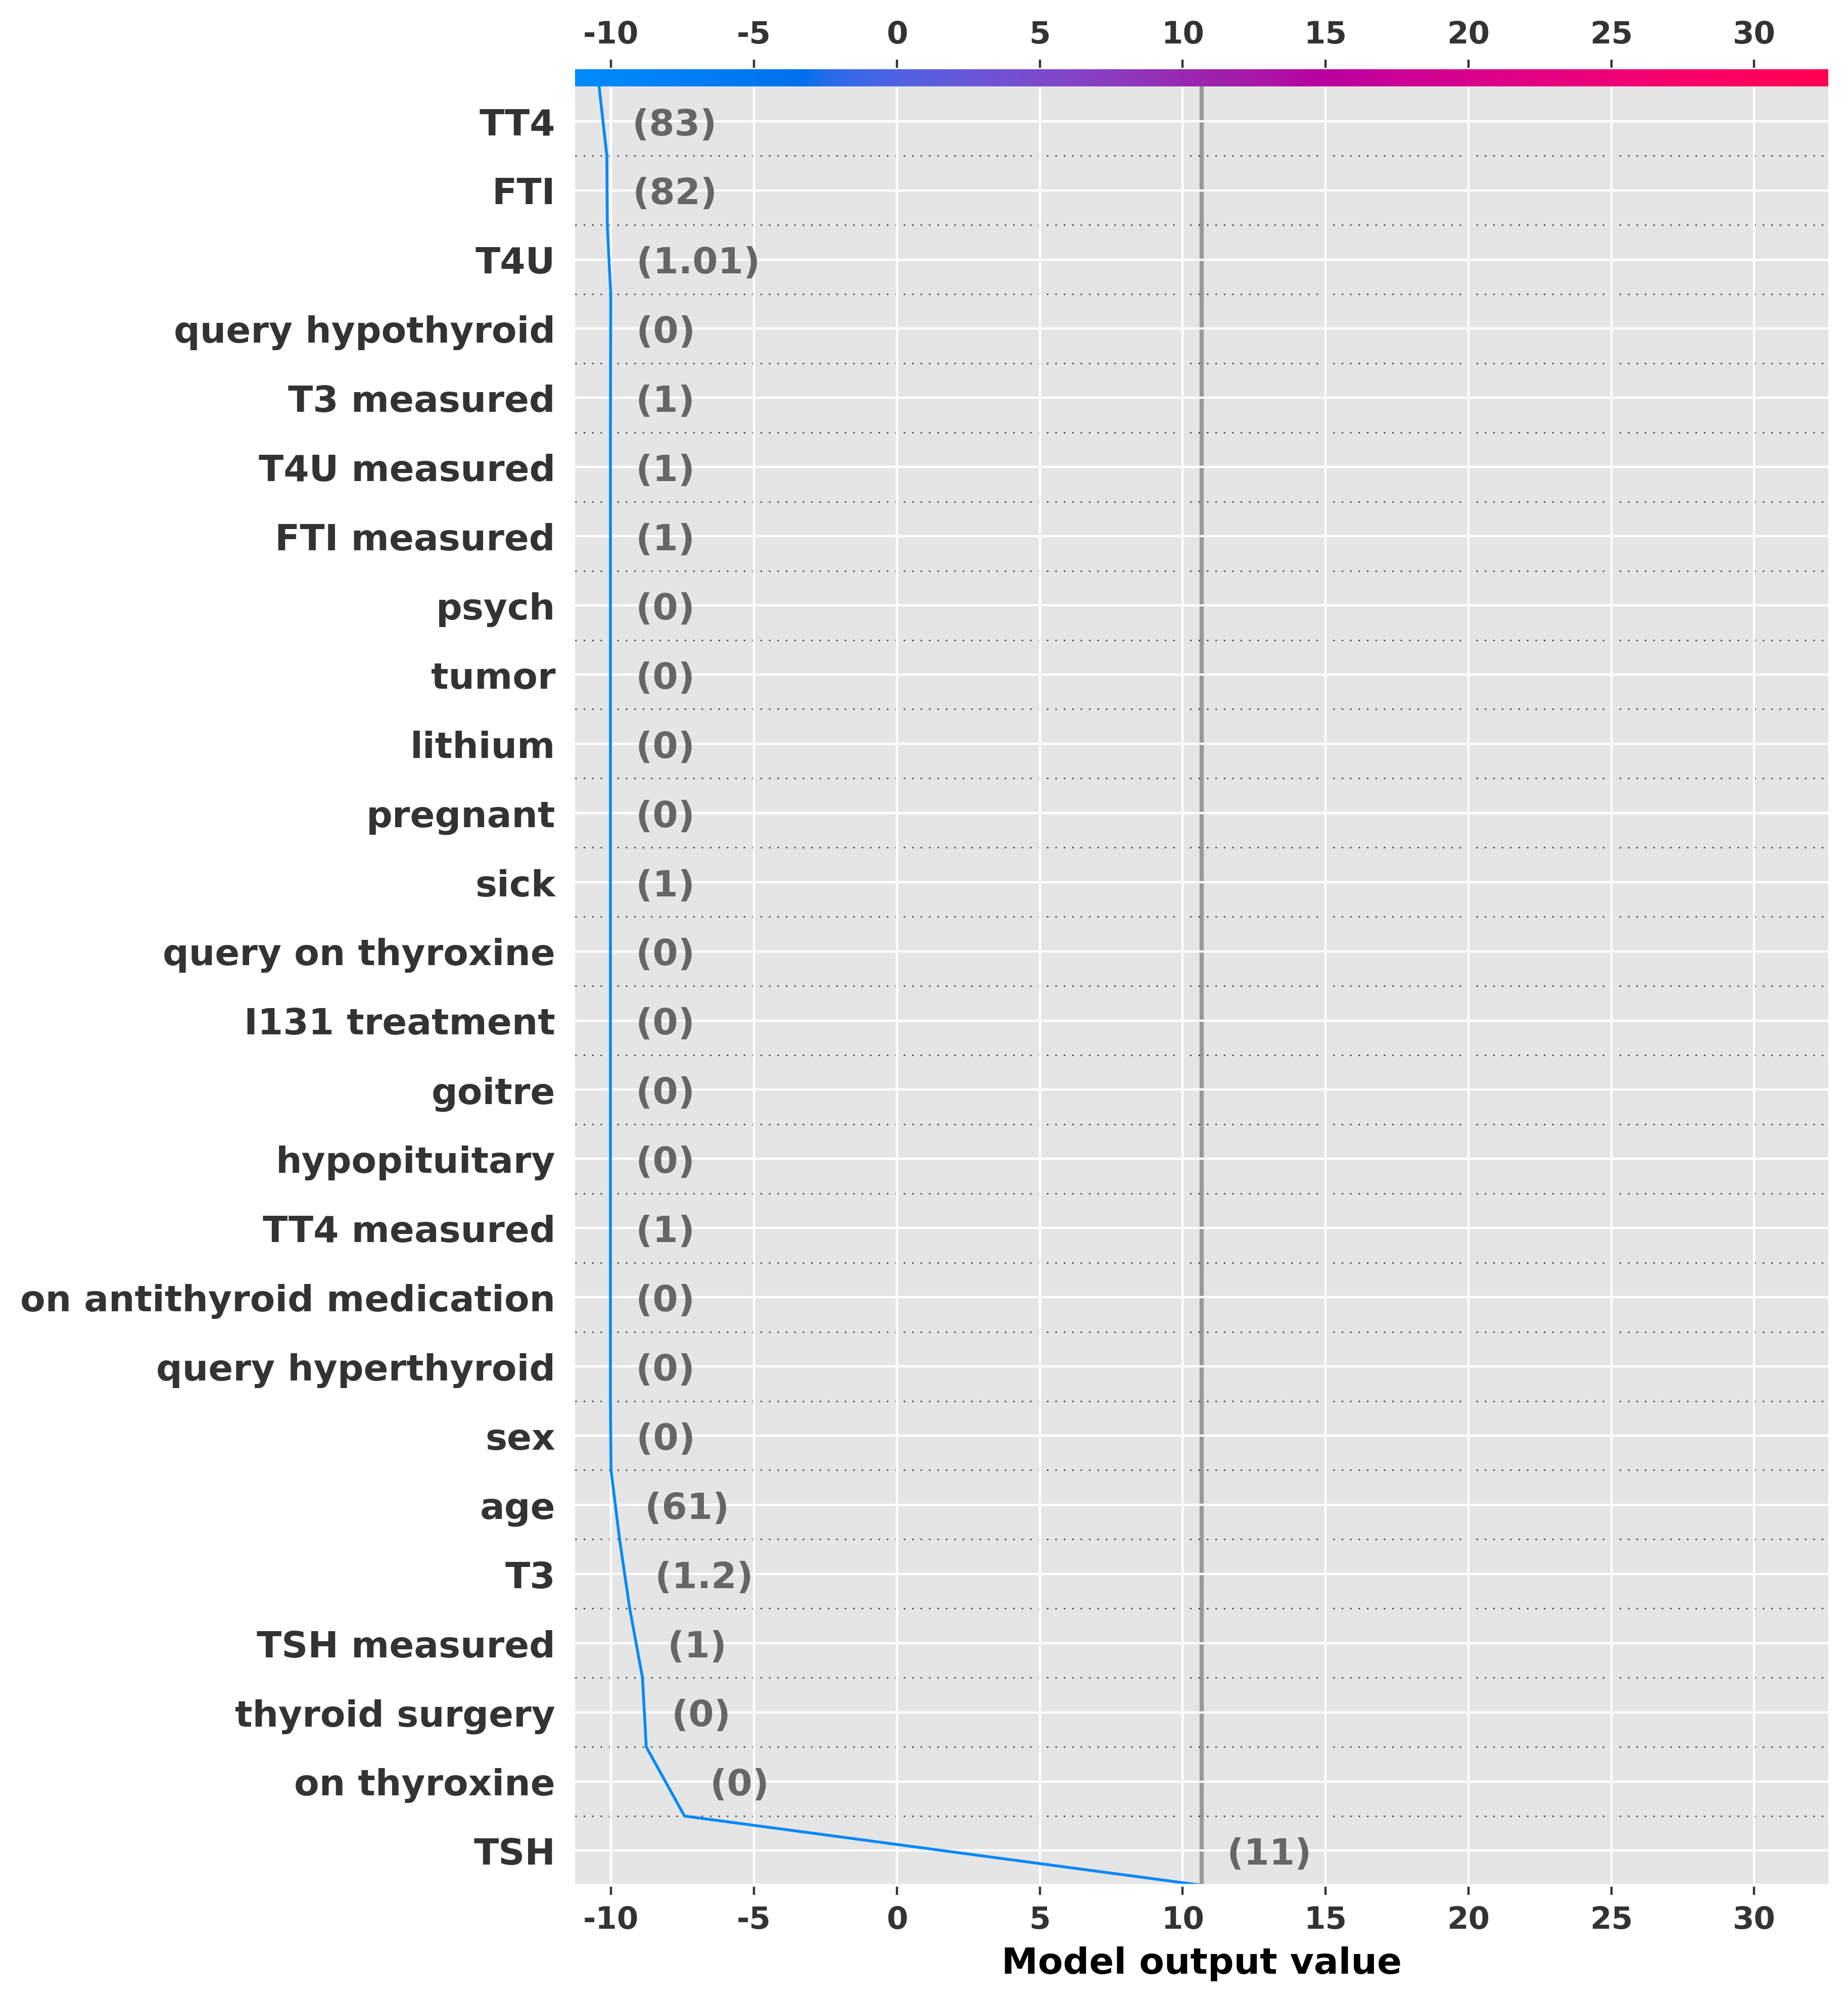 -10 -5 0 5 10 15 20 25 30
TT4 (83)
FTI (82)
T4U (1.01)
query hypothyroid (0)
T3 measured (1)
T4U measured (1)
FTI measured (1)
psych (0)
tumor (0)
lithium (0)
pregnant (0)
sick (1)
query on thyroxine (0)
I131 treatment (0)
goitre (0)
hypopituitary (0)
TT4 measured (1)
on antithyroid medication (0)
query hyperthyroid (0)
sex (0)
age (61)
T3 (1.2)
TSH measured (1)
thyroid surgery (0)
on thyroxine (0)
TSH (11)
-10 -5 0 5 10 15 20 25 30
Model output value